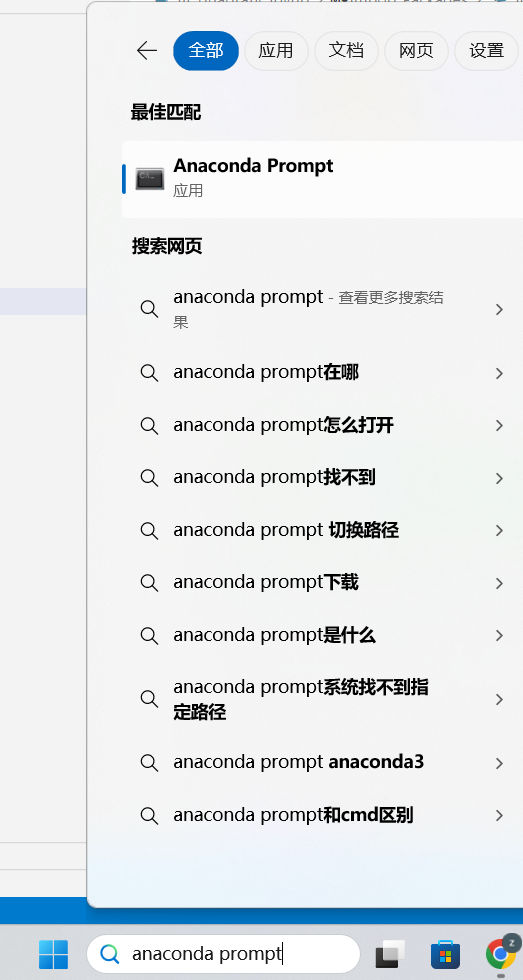 全部 应用 文档 网页 设置
最佳匹配
Anaconda Prompt
应用
搜索网页
anaconda prompt - 查看更多搜索结
果
anaconda prompt在哪
anaconda prompt怎么打开
anaconda prompt找不到
anaconda prompt 切换路径
anaconda prompt下载
anaconda prompt是什么
anaconda prompt系统找不到指
定路径
anaconda prompt anaconda3
anaconda prompt和cmd区别
anaconda prompt
z